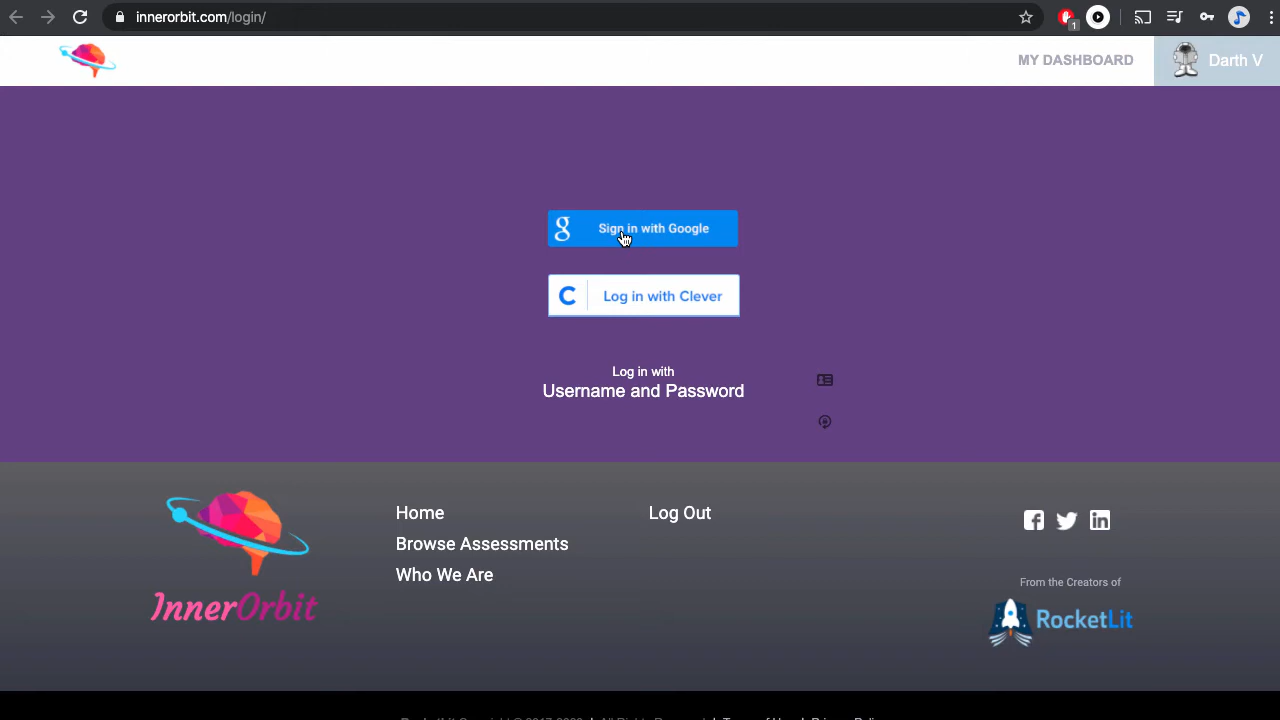 innerorbit.com/login/
1
MY DASHBOARD
Darth V
g Sign in with Google
C Log in with Clever
Log in with
Username and Password
InnerOrbit
Home
Browse Assessments
Who We Are
Log Out
From the Creators of
RocketLit